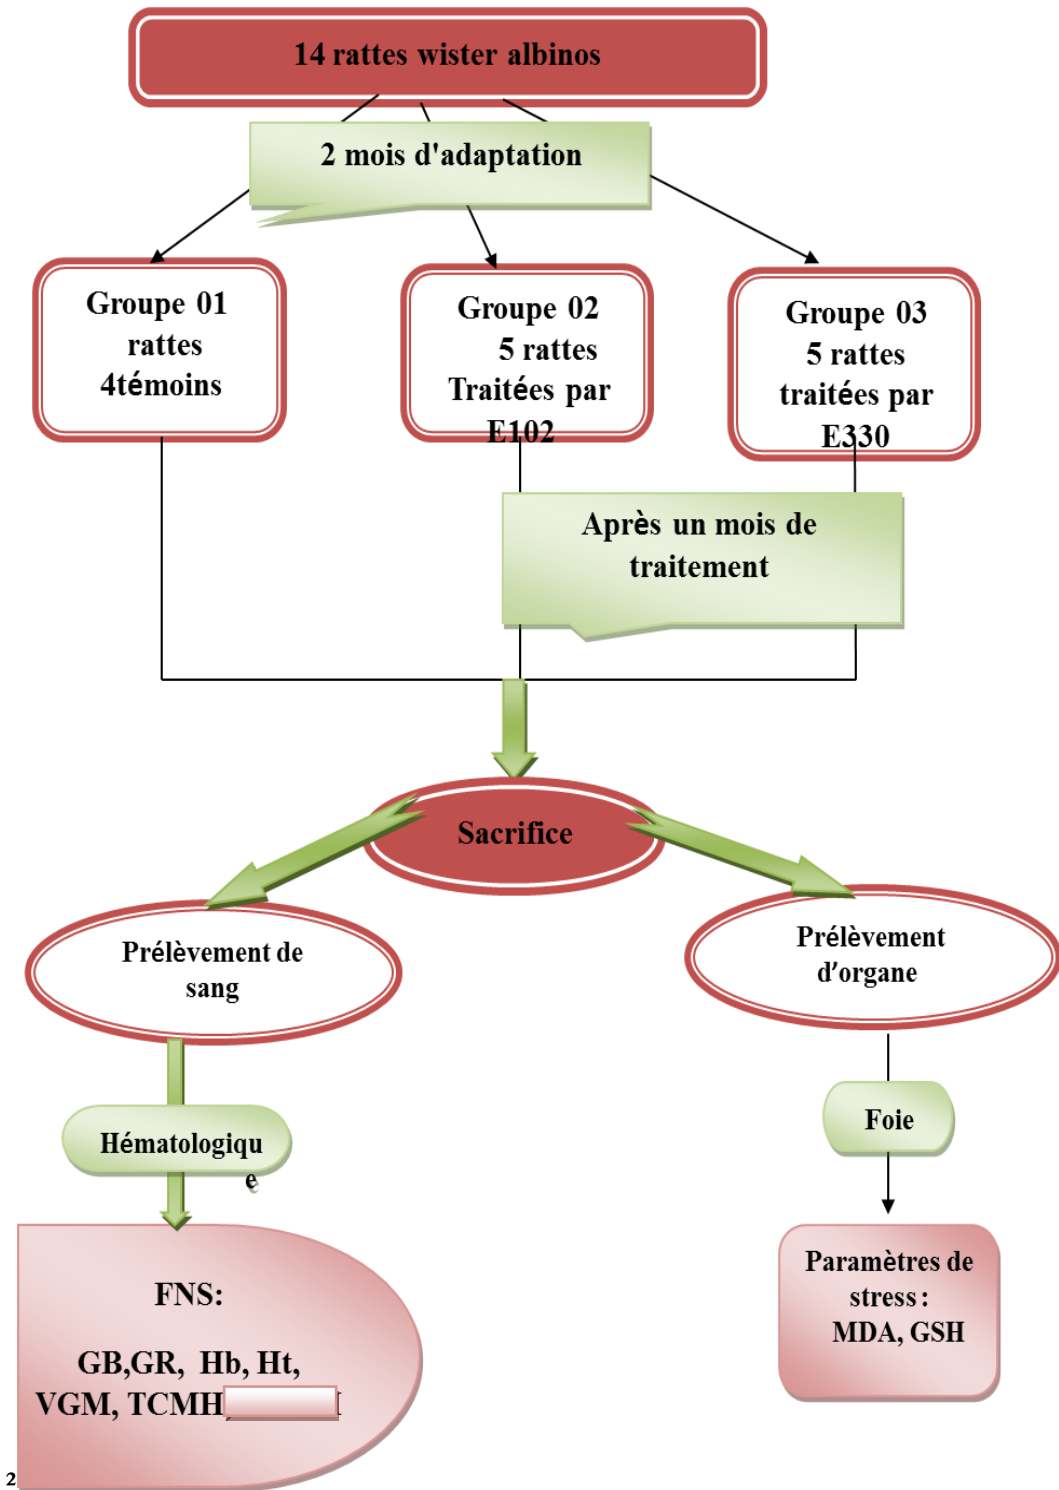 14 rattes wister albinos
2 mois d'adaptation
Groupe 01
rattes
4témoins
Groupe 02
5 rattes
Traitées par
E102
Groupe 03
5 rattes
traitées par
E330
Après un mois de
traitement
Sacrifice
Prélèvement de
sang
Prélèvement
d'organe
Hématologiqu
e
Foie
FNS:
GB,GR, Hb, Ht,
VGM, TCMH,
Paramètres de
stress :
MDA, GSH
2